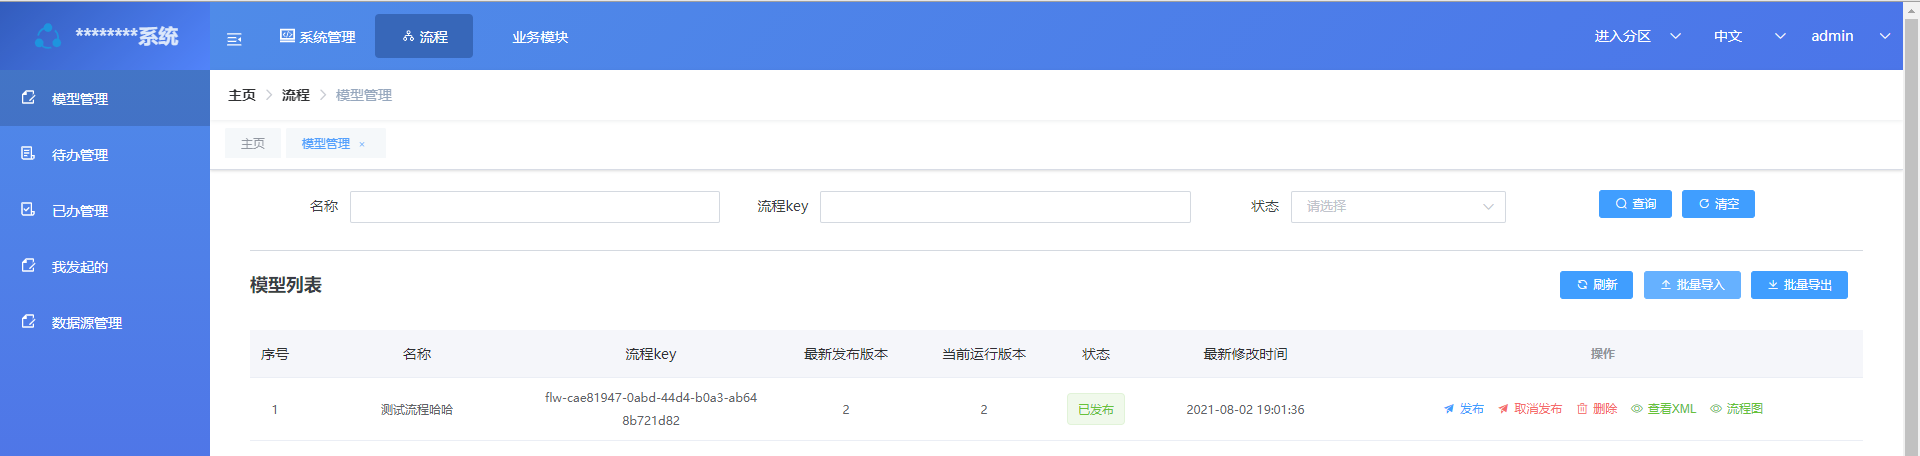 ********系统
系统管理 流程 业务模块 进入分区 中文 admin
模型管理
待办管理
已办管理
我发起的
数据源管理
主页 流程 模型管理
主页 模型管理 ×
名称 流程key 状态 请选择 查询 清空
模型列表 刷新 批量导入 批量导出
序号 名称 流程key 最新发布版本 当前运行版本 状态 最新修改时间 操作
1 测试流程哈哈 flw-cae81947-0abd-44d4-b0a3-ab64 2 2 已发布 2021-08-02 19:01:36 发布 取消发布 删除 查看XML 流程图
8b721d82